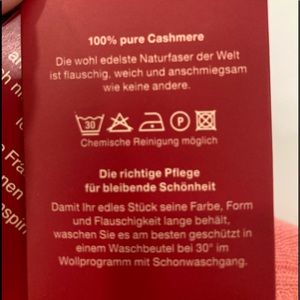 100% pure Cashmere
Die wohl edelste Naturfaser der Welt
ist flauschig, weich und anschmiegsam
wie keine andere.
30 P
Chemische Reinigung möglich
Die richtige Pflege
für bleibende Schönheit
Damit Ihr edles Stück seine Farbe, Form
und Flauschigkeit lange behält,
waschen Sie es am besten geschützt in
einem Waschbeutel bei 30° im
Wollprogramm mit Schonwaschgang.